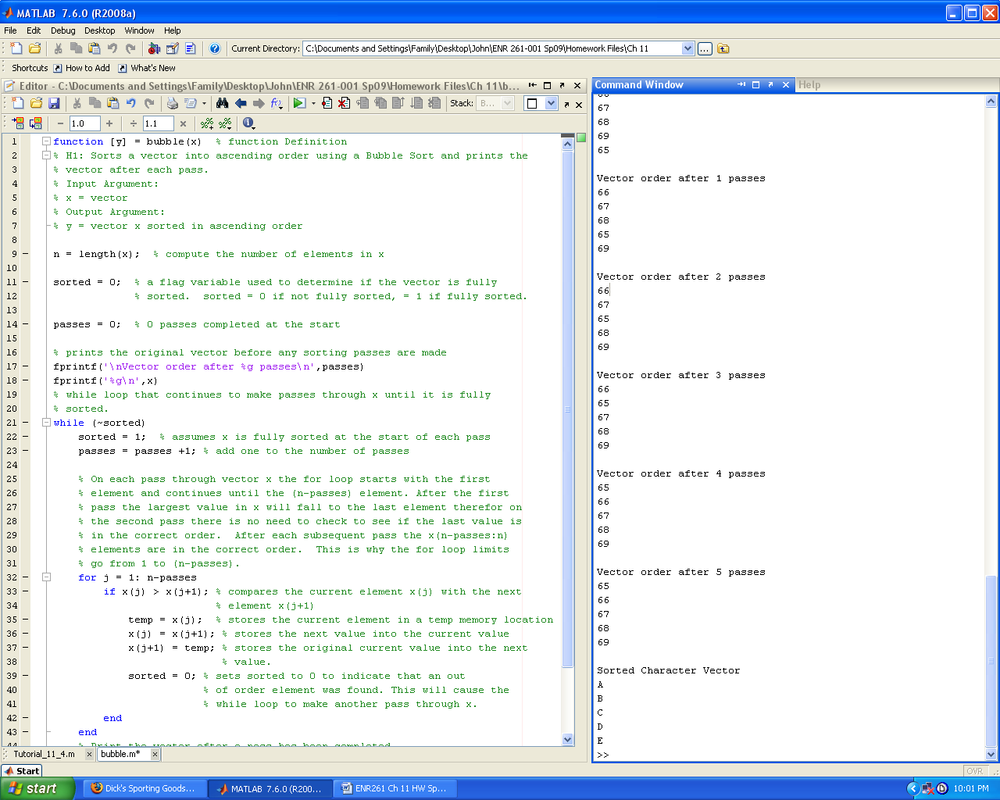 MATLAB 7.6.0 (R2008a)
File Edit Debug Desktop Window Help
Current Directory: C:\Documents and Settings\Family\Desktop\John\ENR 261-001 Sp09\Homework Files\Ch 11
Shortcuts How to Add What's New
Editor - C:\Documents and Settings\Family\Desktop\John\ENR 261-001 Sp09\Homework Files\Ch 11\b...
Stack: B...
- 1.0 + ÷ 1.1 ×
1 function [y] = bubble(x)  % function Definition
2 % H1: Sorts a vector into ascending order using a Bubble Sort and prints the
3 % vector after each pass.
4 % Input Argument:
5 % x = vector
6 % Output Argument:
7 % y = vector x sorted in ascending order
8
9 - n = length(x);  % compute the number of elements in x
10
11 - sorted = 0;  % a flag variable used to determine if the vector is fully
12 % sorted.  sorted = 0 if not fully sorted, = 1 if fully sorted.
13
14 - passes = 0;  % 0 passes completed at the start
15
16 % prints the original vector before any sorting passes are made
17 - fprintf('\nVector order after %g passes\n',passes)
18 - fprintf('%g\n',x)
19 % while loop that continues to make passes through x until it is fully
20 % sorted.
21 - while (~sorted)
22 - sorted = 1;  % assumes x is fully sorted at the start of each pass
23 - passes = passes +1; % add one to the number of passes
24
25 % On each pass through vector x the for loop starts with the first
26 % element and continues until the (n-passes) element. After the first
27 % pass the largest value in x will fall to the last element therefor on
28 % the second pass there is no need to check to see if the last value is
29 % in the correct order.  After each subsequent pass the x(n-passes:n)
30 % elements are in the correct order.  This is why the for loop limits
31 % go from 1 to (n-passes).
32 - for j = 1: n-passes
33 - if x(j) > x(j+1); % compares the current element x(j) with the next
34 % element x(j+1)
35 - temp = x(j);  % stores the current element in a temp memory location
36 - x(j) = x(j+1); % stores the next value into the current value
37 - x(j+1) = temp; % stores the original current value into the next
38 % value.
39 - sorted = 0; % sets sorted to 0 to indicate that an out
40 % of order element was found. This will cause the
41 % while loop to make another pass through x.
42 - end
43 - end
44 % Print the vector after a pass has been completed
Tutorial_11_4.m × bubble.m* ×
Command Window
Help
66
67
68
69
65
Vector order after 1 passes
66
67
68
65
69
Vector order after 2 passes
66
67
65
68
69
Vector order after 3 passes
66
65
67
68
69
Vector order after 4 passes
65
66
67
68
69
Vector order after 5 passes
65
66
67
68
69
Sorted Character Vector
A
B
C
D
E
>>
Start
OVR
start Dick's Sporting Goods... MATLAB 7.6.0 (R200... ENR261 Ch 11 HW Sp... 10:01 PM